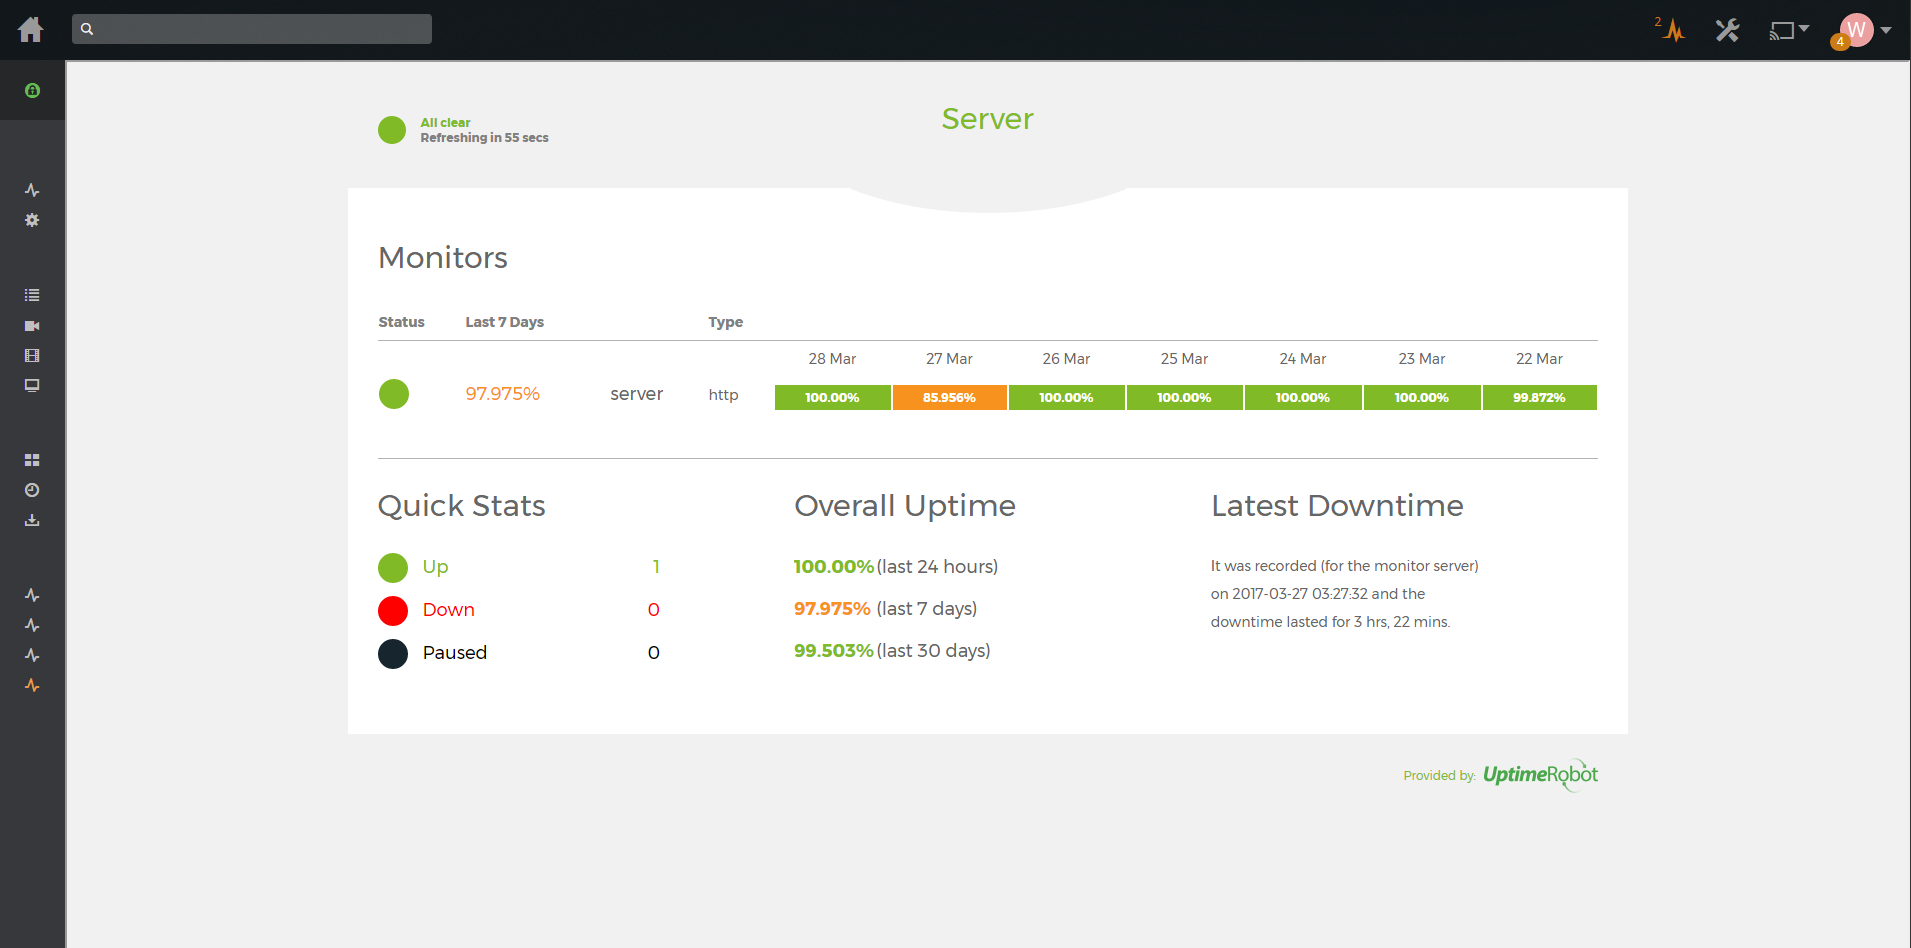 2
W
4
All clear
Refreshing in 55 secs
Server
Monitors
Status Last 7 Days Type
28 Mar 27 Mar 26 Mar 25 Mar 24 Mar 23 Mar 22 Mar
97.975% server http 100.00% 85.956% 100.00% 100.00% 100.00% 100.00% 99.872%
Quick Stats
Up 1
Down 0
Paused 0
Overall Uptime
100.00% (last 24 hours)
97.975% (last 7 days)
99.503% (last 30 days)
Latest Downtime
It was recorded (for the monitor server)
on 2017-03-27 03:27:32 and the
downtime lasted for 3 hrs, 22 mins.
Provided by: UptimeRobot